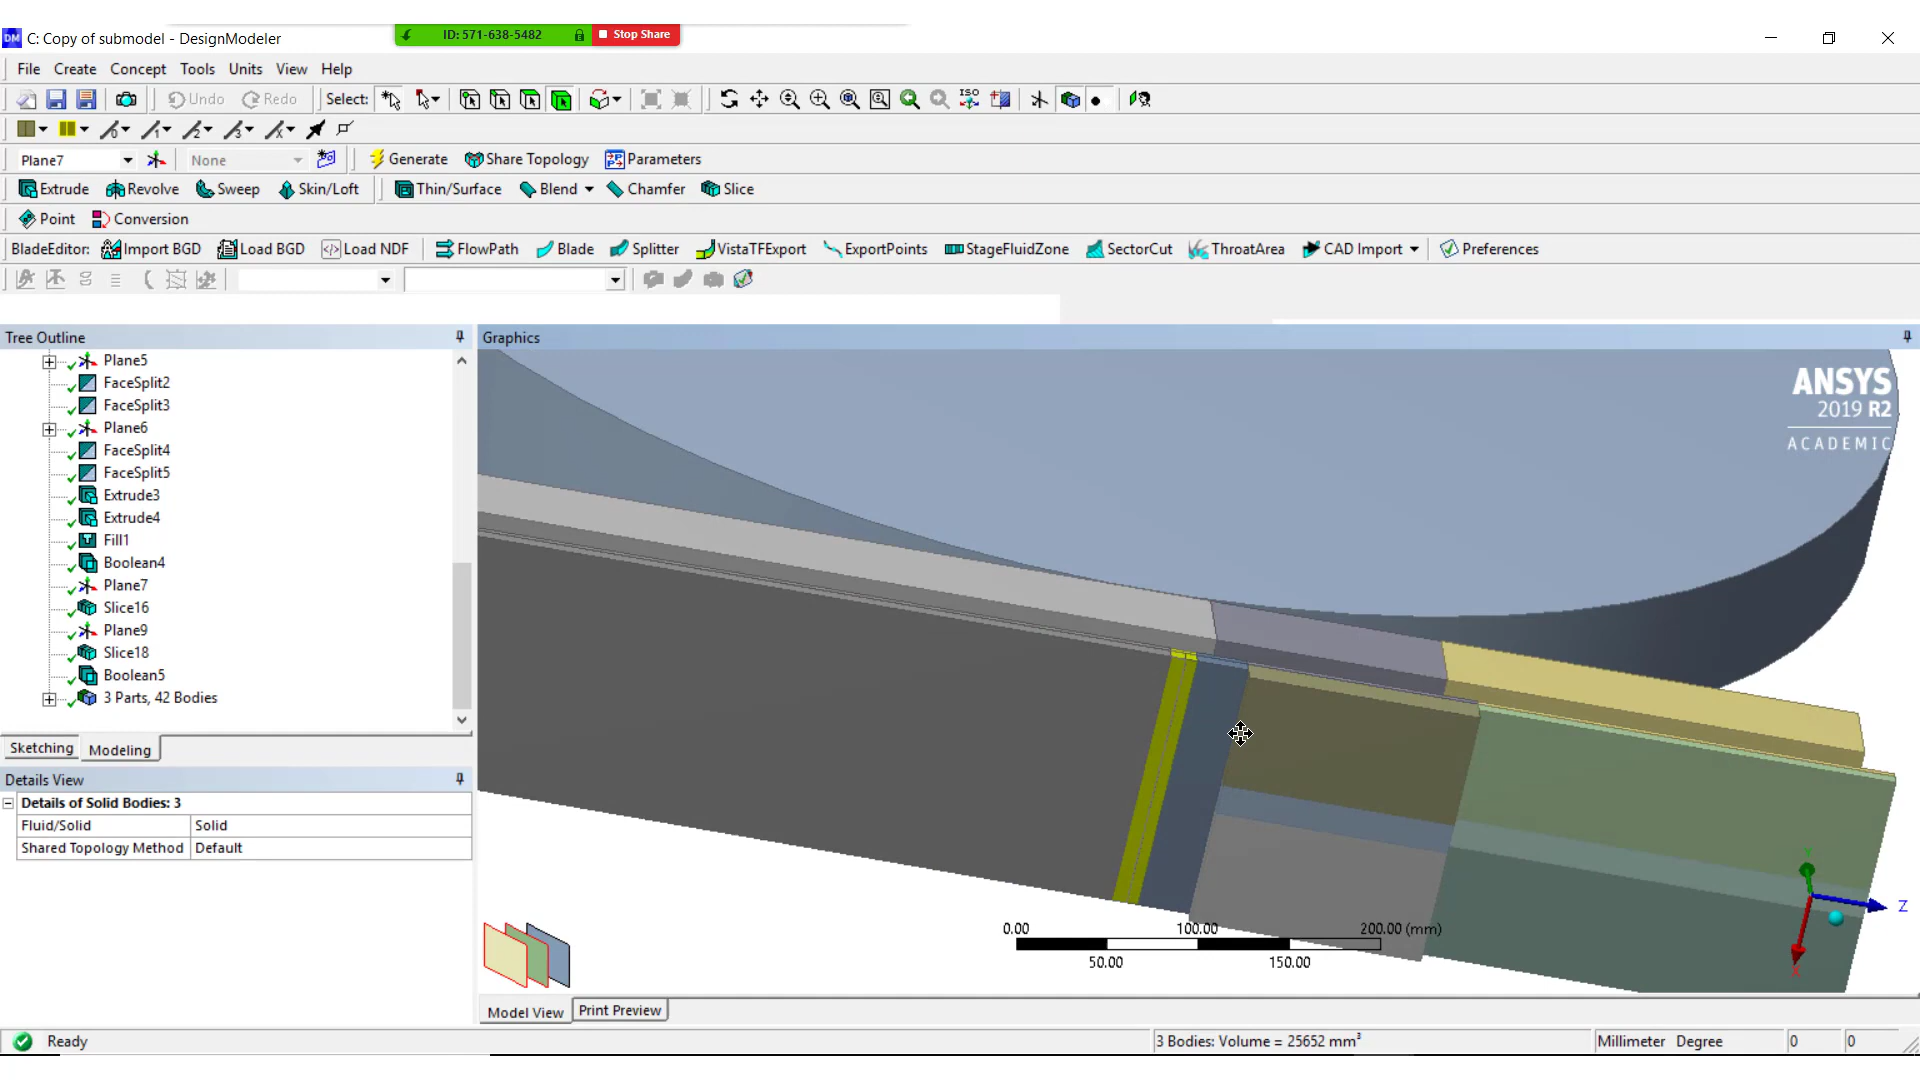 ID: 571-638-5482 Stop Share
DM C: Copy of submodel - DesignModeler
File Create Concept Tools Units View Help
Undo Redo Select: ISO
Plane7 None Generate Share Topology Parameters
Extrude Revolve Sweep Skin/Loft Thin/Surface Blend Chamfer Slice
Point Conversion
BladeEditor: Import BGD Load BGD Load NDF FlowPath Blade Splitter VistaTFExport ExportPoints StageFluidZone SectorCut ThroatArea CAD Import Preferences
Tree Outline
Plane5
FaceSplit2
FaceSplit3
Plane6
FaceSplit4
FaceSplit5
Extrude3
Extrude4
Fill1
Boolean4
Plane7
Slice16
Plane9
Slice18
Boolean5
3 Parts, 42 Bodies
Sketching Modeling
Details View
Details of Solid Bodies: 3
Fluid/Solid Solid
Shared Topology Method Default
Graphics
ANSYS
2019 R2
ACADEMIC
Y
Z
X
0.00 100.00 200.00 (mm)
50.00 150.00
Model View Print Preview
Ready 3 Bodies: Volume = 25652 mm³ Millimeter Degree 0 0